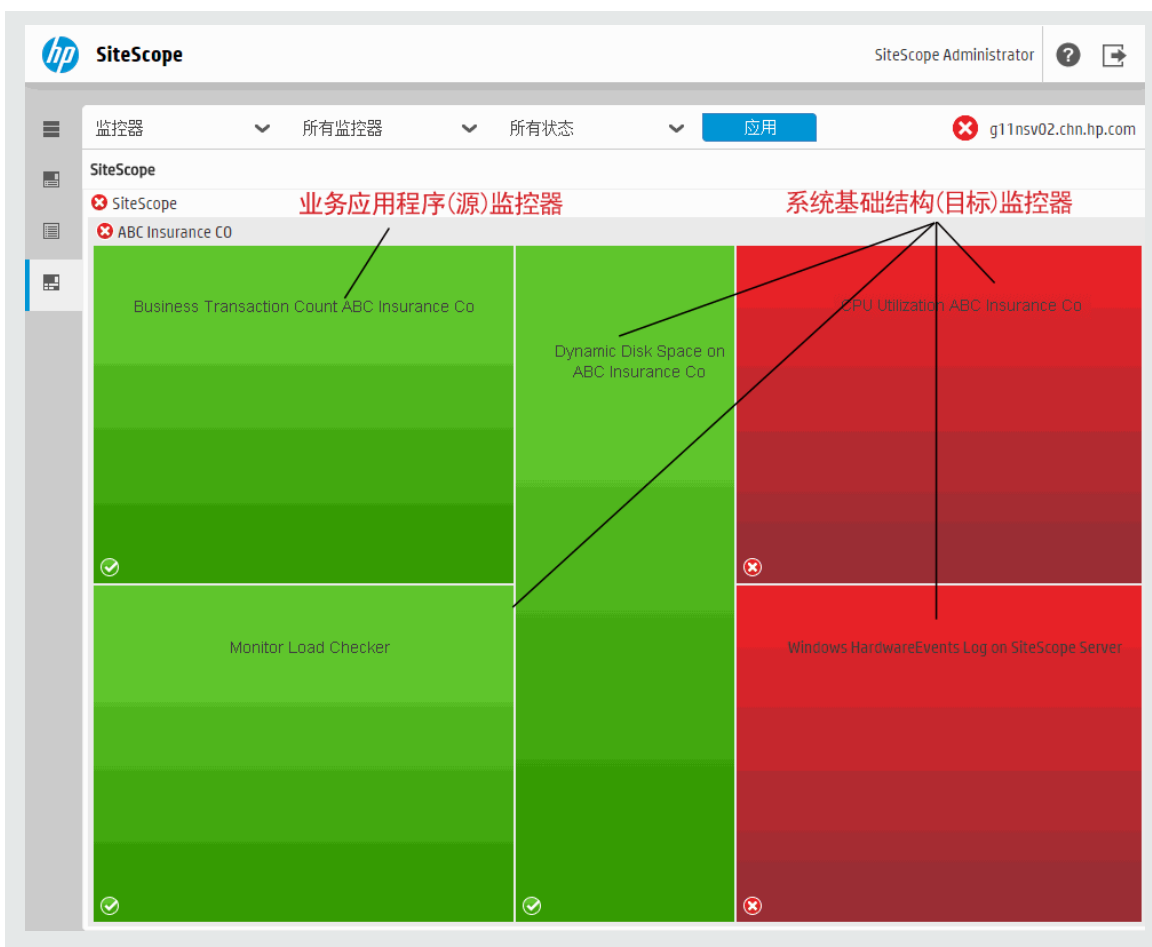 hp
SiteScope
SiteScope Administrator
?
监控器
所有监控器
所有状态
应用
g11nsv02.chn.hp.com
SiteScope
SiteScope
业务应用程序(源)监控器
系统基础结构(目标)监控器
ABC Insurance CO
Business Transaction Count ABC Insurance Co
CPU Utilization ABC Insurance Co
Dynamic Disk Space on
ABC Insurance Co
Monitor Load Checker
Windows HardwareEvents Log on SiteScope Server